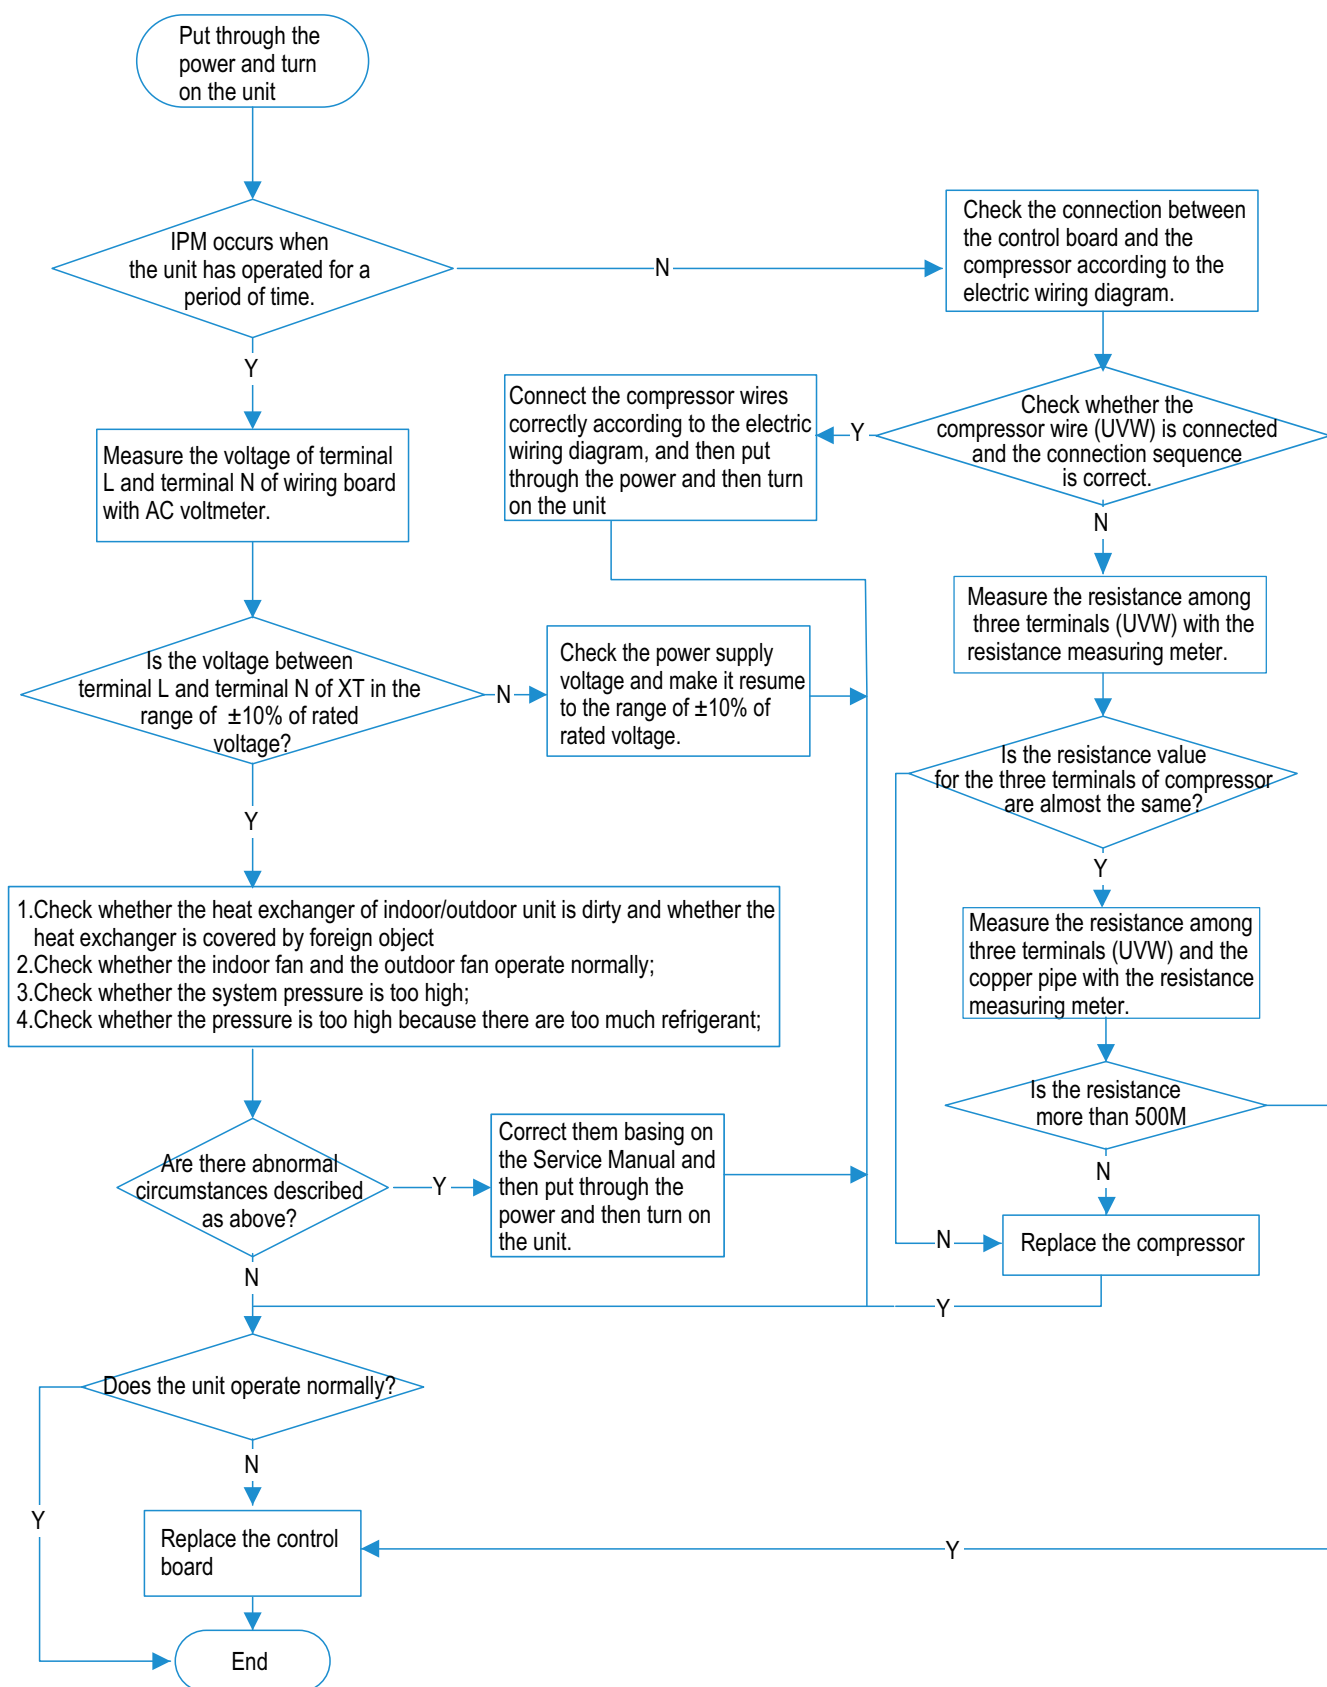 Put through the
power and turn
on the unit
IPM occurs when
the unit has operated for a
period of time.
N
Check the connection between
the control board and the
compressor according to the
electric wiring diagram.
Y
Connect the compressor wires
correctly according to the electric
wiring diagram, and then put
through the power and then turn
on the unit
Y
Check whether the
compressor wire (UVW) is connected
and the connection sequence
is correct.
Measure the voltage of terminal
L and terminal N of wiring board
with AC voltmeter.
N
Measure the resistance among
three terminals (UVW) with the
resistance measuring meter.
Is the voltage between
terminal L and terminal N of XT in the
range of ±10% of rated
voltage?
N
Check the power supply
voltage and make it resume
to the range of ±10% of
rated voltage.
Is the resistance value
for the three terminals of compressor
are almost the same?
Y
Y
1.Check whether the heat exchanger of indoor/outdoor unit is dirty and whether the
heat exchanger is covered by foreign object
2.Check whether the indoor fan and the outdoor fan operate normally;
3.Check whether the system pressure is too high;
4.Check whether the pressure is too high because there are too much refrigerant;
Measure the resistance among
three terminals (UVW) and the
copper pipe with the resistance
measuring meter.
Is the resistance
more than 500M
Are there abnormal
circumstances described
as above?
Y
Correct them basing on
the Service Manual and
then put through the
power and then turn on
the unit.
N
N
Replace the compressor
N
Y
Does the unit operate normally?
N
Y
Replace the control
board
Y
End